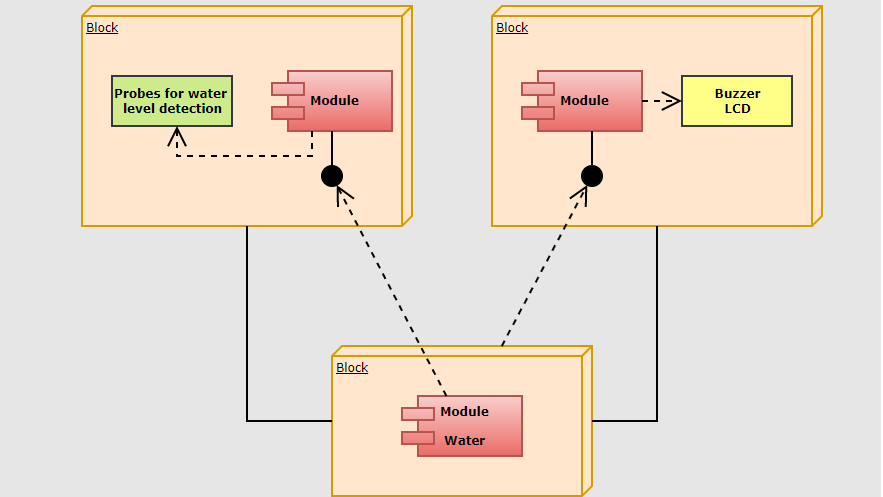 Block
Probes for water
level detection
Module
Block
Module
Buzzer
LCD
Block
Module
Water